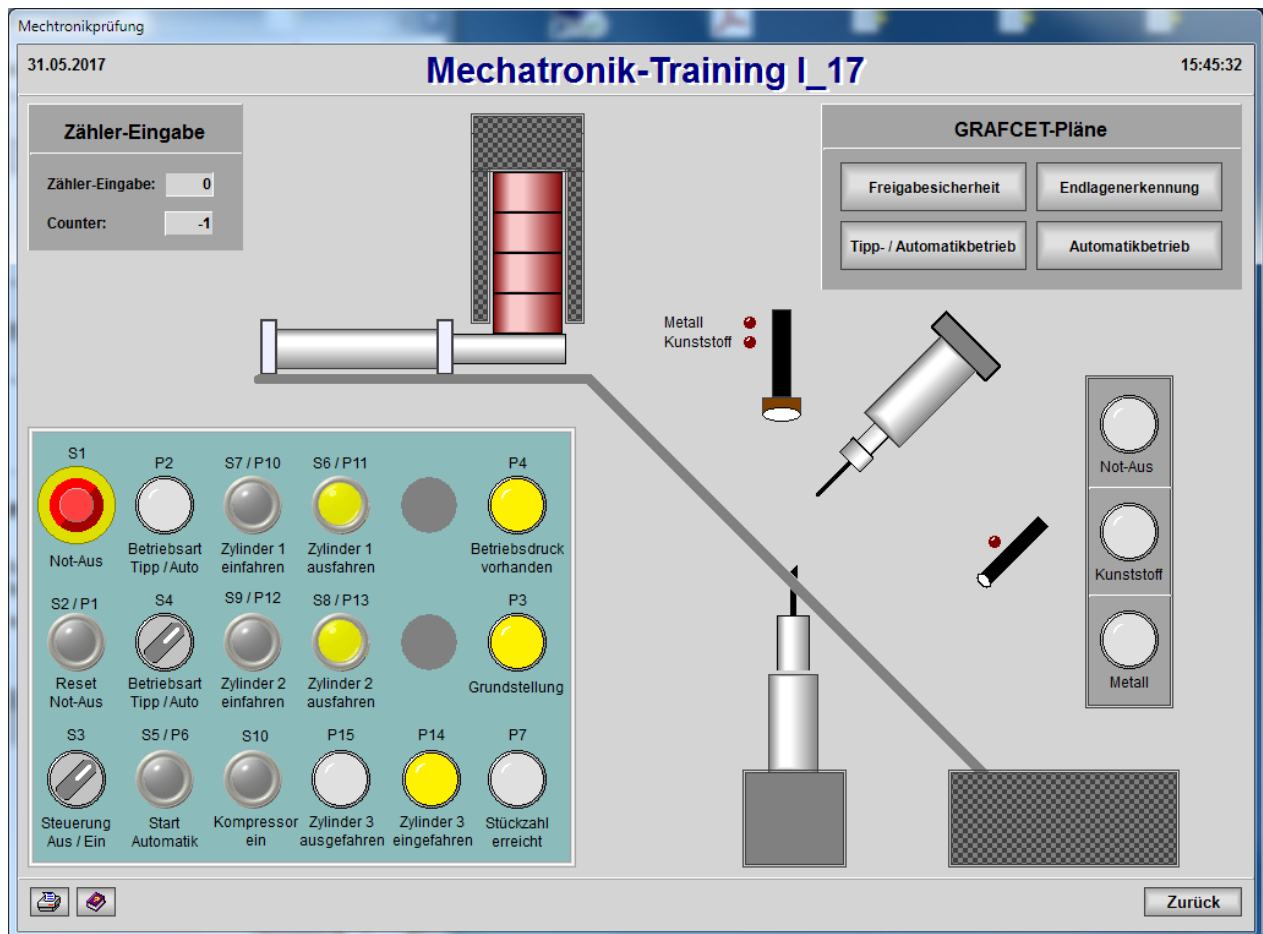 Mechtronikprüfung
31.05.2017
Mechatronik-Training I_17
15:45:32
Zähler-Eingabe
Zähler-Eingabe: 0
Counter: -1
GRAFCET-Pläne
Freigabesicherheit
Endlagenerkennung
Tipp- / Automatikbetrieb
Automatikbetrieb
Metall
Kunststoff
S1
P2
S7 / P10
S6 / P11
P4
Not-Aus
Betriebsart
Tipp / Auto
Zylinder 1
einfahren
Zylinder 1
ausfahren
Betriebsdruck
vorhanden
S2 / P1
S4
S9 / P12
S8 / P13
P3
Reset
Not-Aus
Betriebsart
Tipp / Auto
Zylinder 2
einfahren
Zylinder 2
ausfahren
Grundstellung
S3
S5 / P6
S10
P15
P14
P7
Steuerung
Aus / Ein
Start
Automatik
Kompressor
ein
Zylinder 3
ausgefahren
Zylinder 3
eingefahren
Stückzahl
erreicht
Not-Aus
Kunststoff
Metall
Zurück